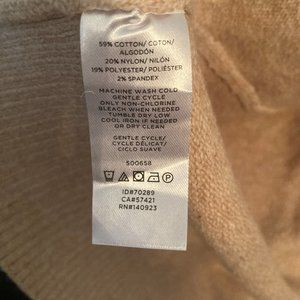 59% COTTON/ COTON/
ALGODÓN
20% NYLON/ NILÓN
19% POLYESTER/ POLIÉSTER
2% SPANDEX
MACHINE WASH COLD
GENTLE CYCLE
ONLY NON-CHLORINE
BLEACH WHEN NEEDED
TUMBLE DRY LOW
COOL IRON IF NEEDED
OR DRY CLEAN
GENTLE CYCLE/
CYCLE DÉLICAT/
CICLO SUAVE
500658
ID#70289
CA#57421
RN#140923